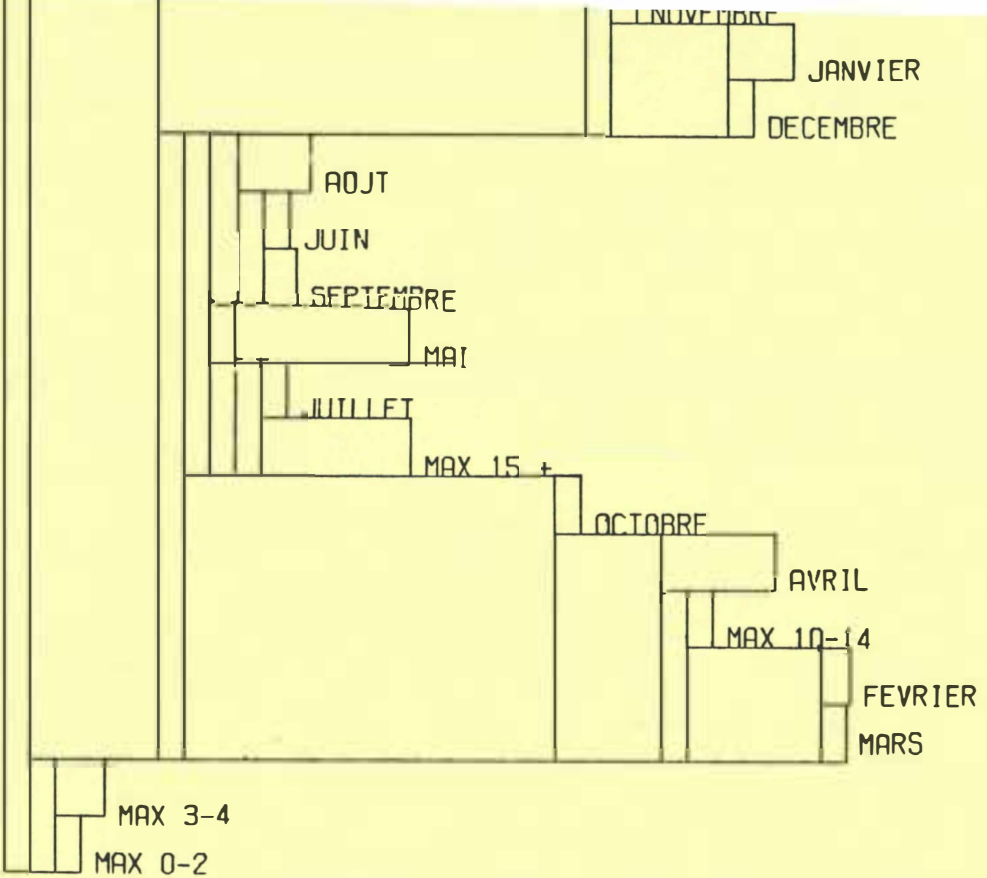 NOVEMBRE
JANVIER
DECEMBRE
AOUT
JUIN
SEPTEMBRE
MAI
JUILLET
MAX 15 +
OCTOBRE
AVRIL
MAX 10-14
FEVRIER
MARS
MAX 3-4
MAX 0-2